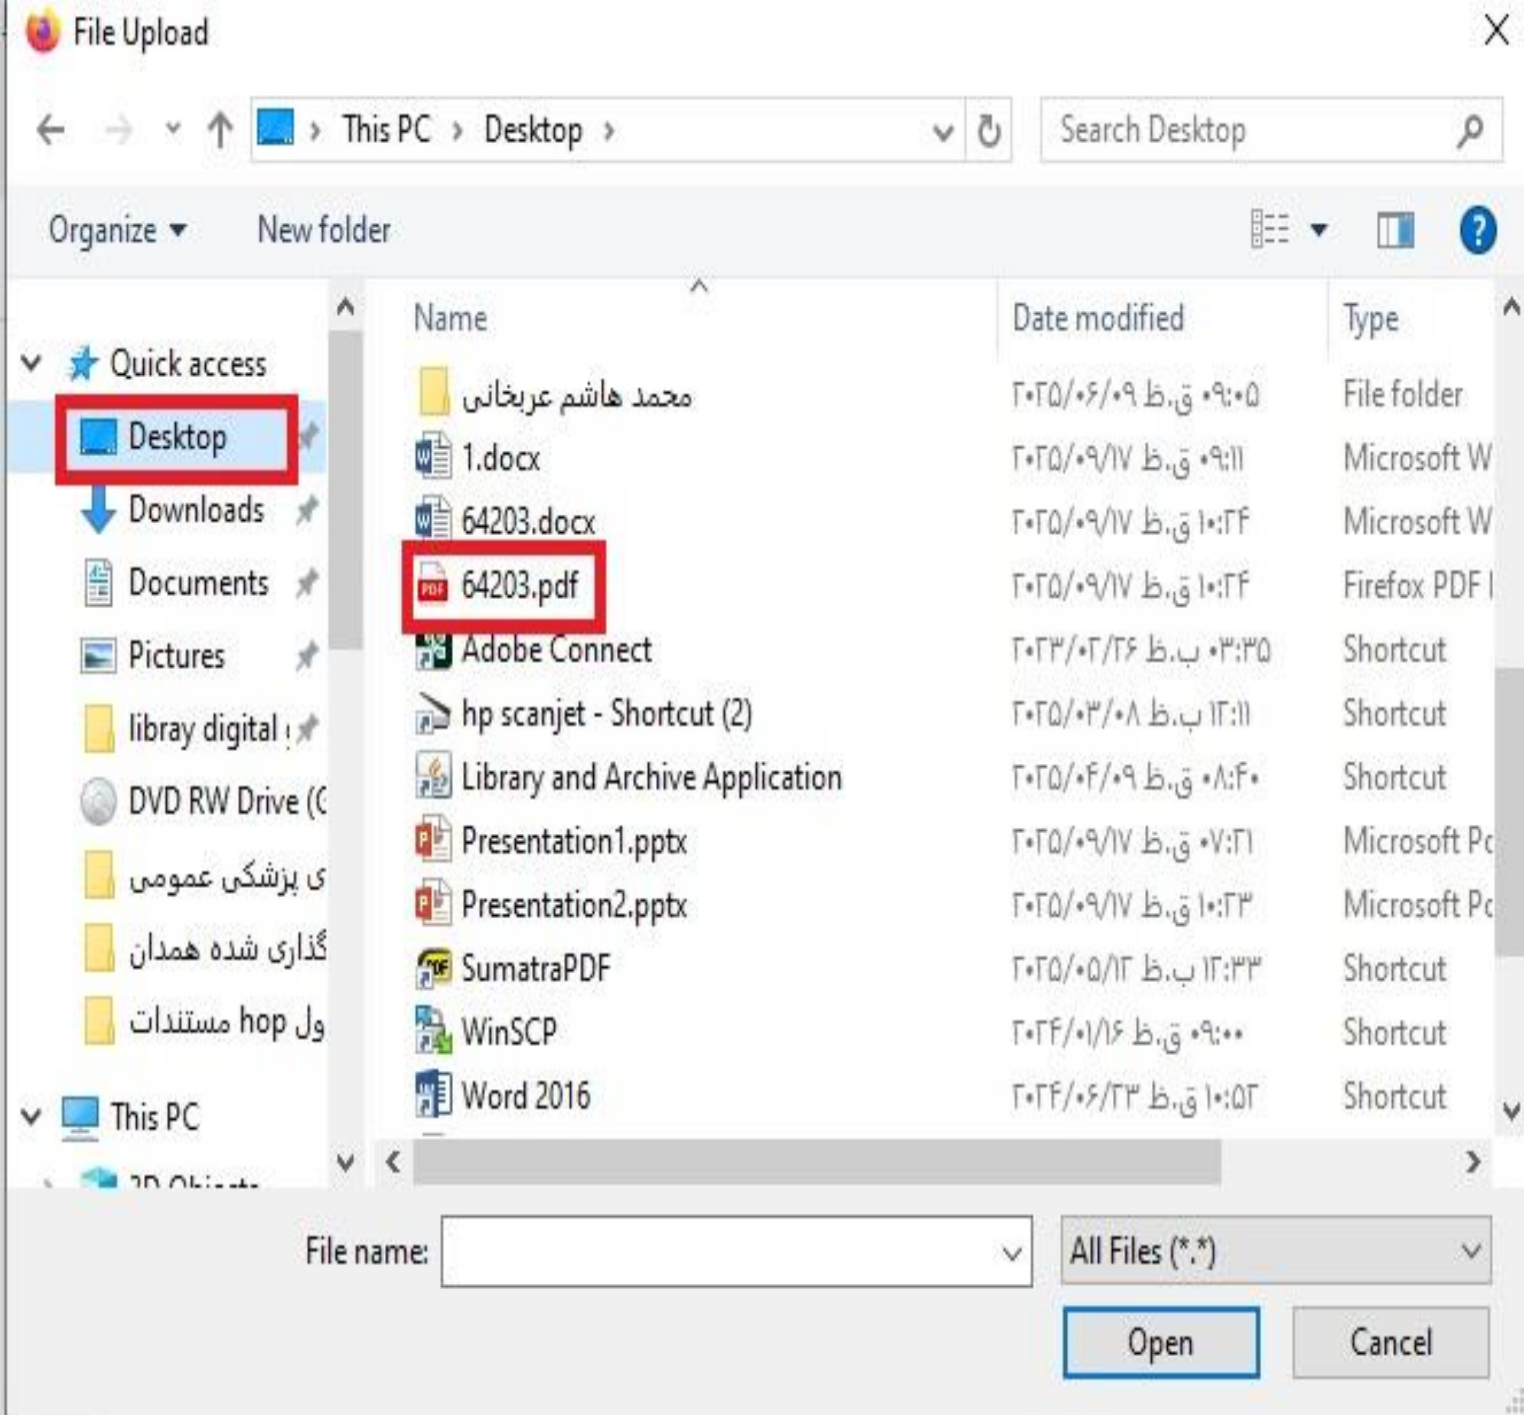 File Upload
This PC > Desktop >
Search Desktop
Organize
New folder
?
Name
Date modified
Type
Quick access
Desktop
Downloads
Documents
Pictures
libray digital
DVD RW Drive (
ی پزشکی عمومی
گذاری شده همدان
ول hop مستندات
This PC
3D Objects
محمد هاشم عربخانی ۲۰۲۵/۰۶/۰۹ ق.ظ ۰۹:۰۵ File folder
1.docx ۲۰۲۵/۰۹/۱۷ ق.ظ ۰۹:۱۱ Microsoft W
64203.docx ۲۰۲۵/۰۹/۱۷ ق.ظ ۱۰:۲۴ Microsoft W
64203.pdf ۲۰۲۵/۰۹/۱۷ ق.ظ ۱۰:۲۴ Firefox PDF
Adobe Connect ۲۰۲۳/۰۲/۲۶ ب.ظ ۰۳:۳۵ Shortcut
hp scanjet - Shortcut (2) ۲۰۲۵/۰۳/۰۸ ب.ظ ۱۲:۱۱ Shortcut
Library and Archive Application ۲۰۲۵/۰۴/۰۹ ق.ظ ۰۸:۴۰ Shortcut
Presentation1.pptx ۲۰۲۵/۰۹/۱۷ ق.ظ ۰۷:۲۱ Microsoft Po
Presentation2.pptx ۲۰۲۵/۰۹/۱۷ ق.ظ ۱۰:۲۳ Microsoft Po
SumatraPDF ۲۰۲۵/۰۵/۱۲ ب.ظ ۱۲:۳۳ Shortcut
WinSCP ۲۰۲۴/۰۱/۱۶ ق.ظ ۰۹:۰۰ Shortcut
Word 2016 ۲۰۲۴/۰۶/۲۳ ق.ظ ۱۰:۵۲ Shortcut
File name:
All Files (*.*)
Open
Cancel